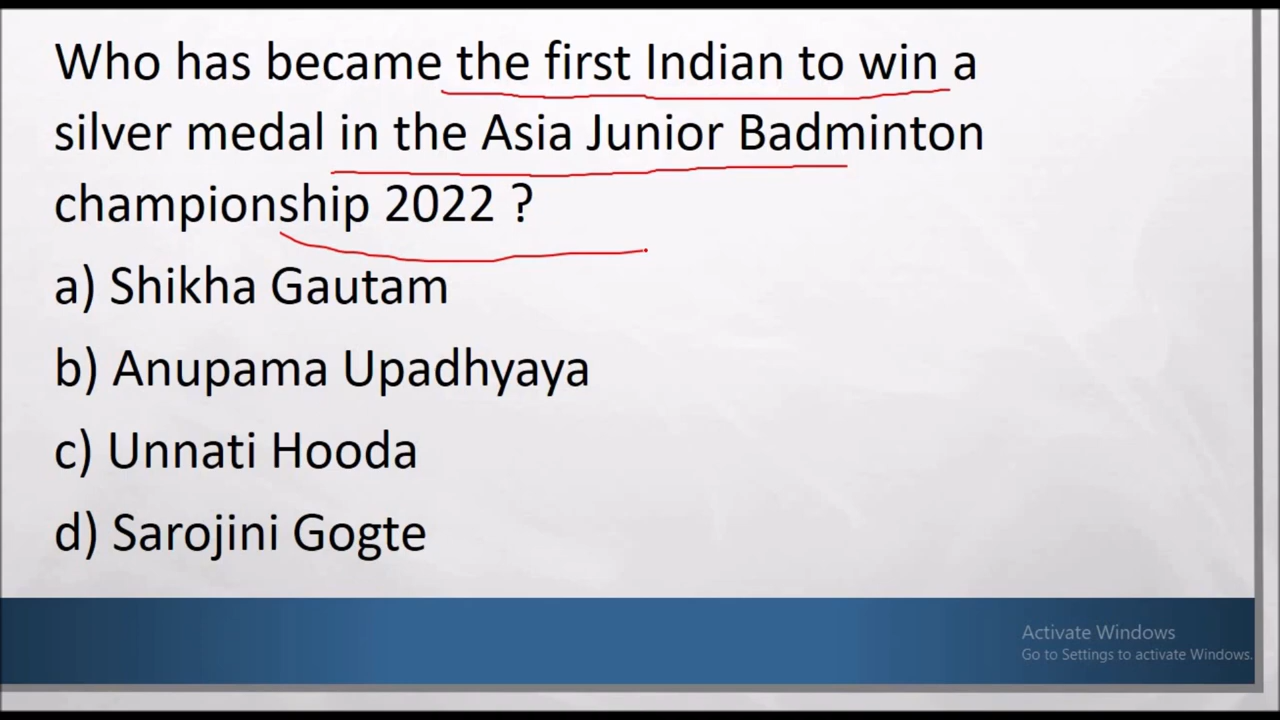 Who has became the first Indian to win a
silver medal in the Asia Junior Badminton
championship 2022 ?
a) Shikha Gautam
b) Anupama Upadhyaya
c) Unnati Hooda
d) Sarojini Gogte
Activate Windows
Go to Settings to activate Windows.